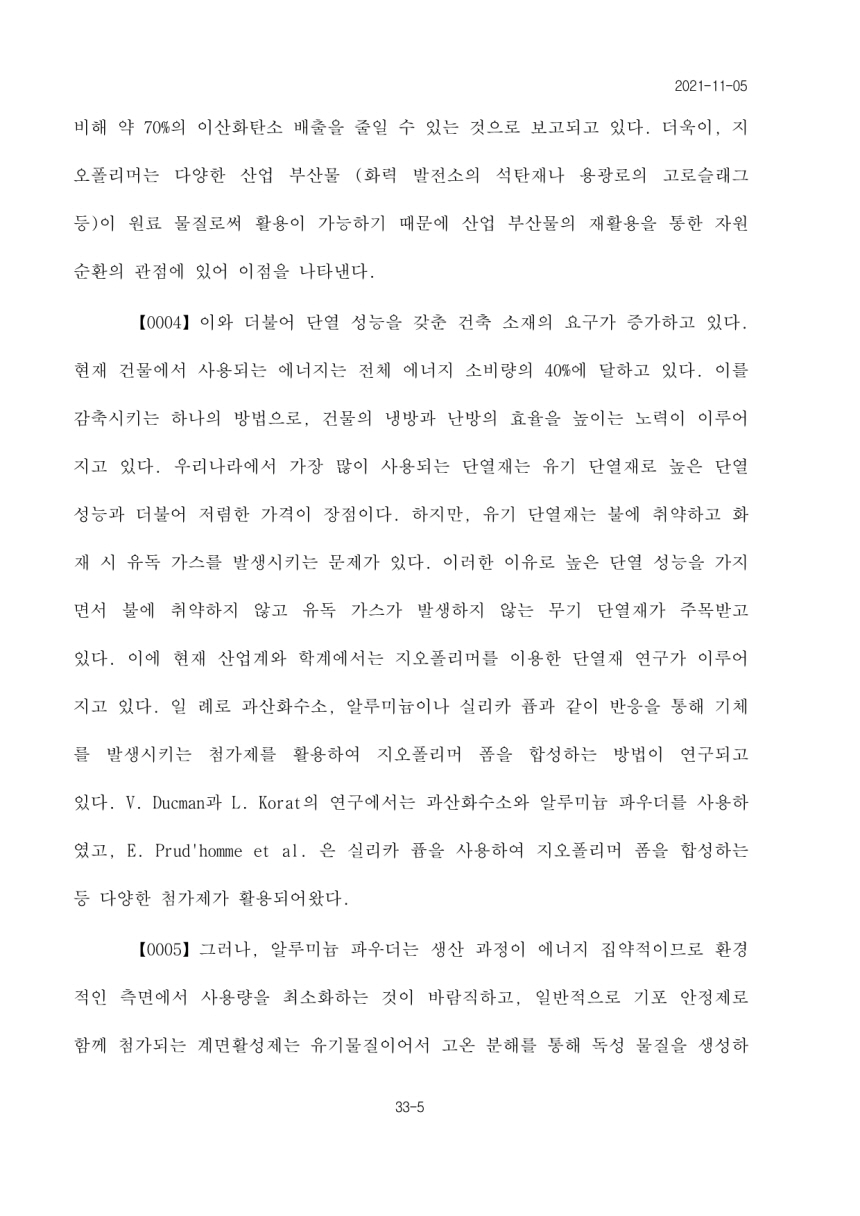 2021-11-05
비해 약 70%의 이산화탄소 배출을 줄일 수 있는 것으로 보고되고 있다. 더욱이, 지
오폴리머는 다양한 산업 부산물 (화력 발전소의 석탄재나 용광로의 고로슬래그
등)이 원료 물질로써 활용이 가능하기 때문에 산업 부산물의 재활용을 통한 자원
순환의 관점에 있어 이점을 나타낸다.
【0004】이와 더불어 단열 성능을 갖춘 건축 소재의 요구가 증가하고 있다.
현재 건물에서 사용되는 에너지는 전체 에너지 소비량의 40%에 달하고 있다. 이를
감축시키는 하나의 방법으로, 건물의 냉방과 난방의 효율을 높이는 노력이 이루어
지고 있다. 우리나라에서 가장 많이 사용되는 단열재는 유기 단열재로 높은 단열
성능과 더불어 저렴한 가격이 장점이다. 하지만, 유기 단열재는 불에 취약하고 화
재 시 유독 가스를 발생시키는 문제가 있다. 이러한 이유로 높은 단열 성능을 가지
면서 불에 취약하지 않고 유독 가스가 발생하지 않는 무기 단열재가 주목받고
있다. 이에 현재 산업계와 학계에서는 지오폴리머를 이용한 단열재 연구가 이루어
지고 있다. 일 례로 과산화수소, 알루미늄이나 실리카 퓸과 같이 반응을 통해 기체
를 발생시키는 첨가제를 활용하여 지오폴리머 폼을 합성하는 방법이 연구되고
있다. V. Ducman과 L. Korat의 연구에서는 과산화수소와 알루미늄 파우더를 사용하
였고, E. Prud'homme et al. 은 실리카 퓸을 사용하여 지오폴리머 폼을 합성하는
등 다양한 첨가제가 활용되어왔다.
【0005】그러나, 알루미늄 파우더는 생산 과정이 에너지 집약적이므로 환경
적인 측면에서 사용량을 최소화하는 것이 바람직하고, 일반적으로 기포 안정제로
함께 첨가되는 계면활성제는 유기물질이어서 고온 분해를 통해 독성 물질을 생성하
33-5